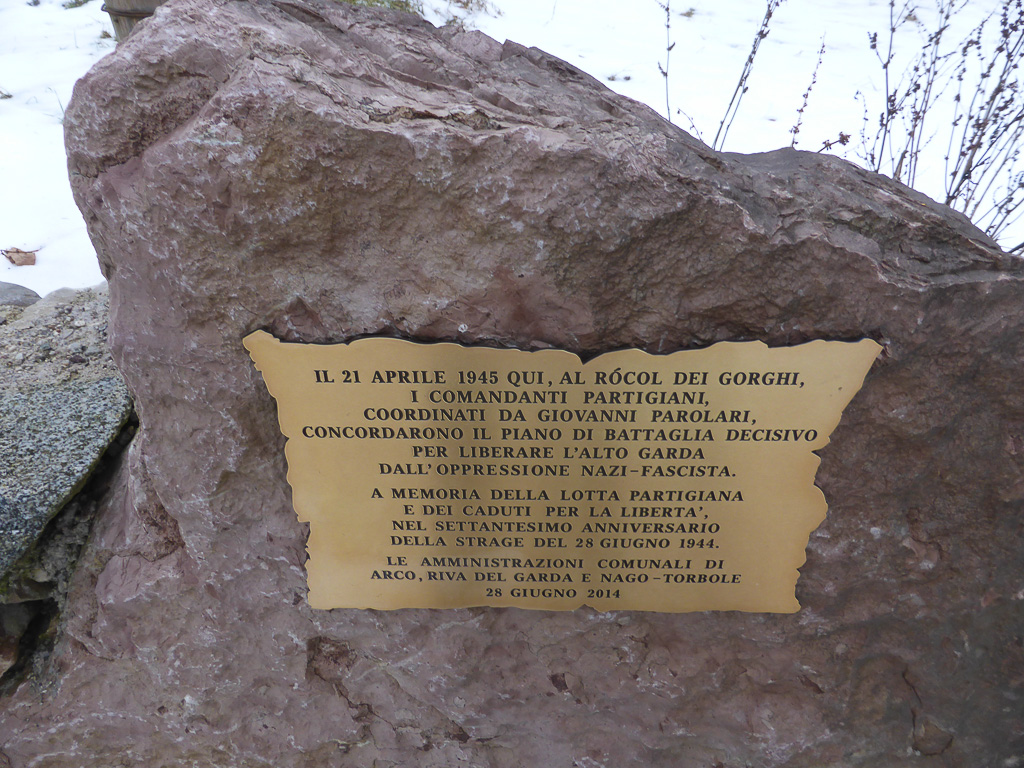 IL 21 APRILE 1945 QUI, AL RÓCOL DEI GORGHI,
I COMANDANTI PARTIGIANI,
COORDINATI DA GIOVANNI PAROLARI,
CONCORDARONO IL PIANO DI BATTAGLIA DECISIVO
PER LIBERARE L'ALTO GARDA
DALL'OPPRESSIONE NAZI-FASCISTA.
A MEMORIA DELLA LOTTA PARTIGIANA
E DEI CADUTI PER LA LIBERTA',
NEL SETTANTESIMO ANNIVERSARIO
DELLA STRAGE DEL 28 GIUGNO 1944.
LE AMMINISTRAZIONI COMUNALI DI
ARCO, RIVA DEL GARDA E NAGO-TORBOLE
28 GIUGNO 2014